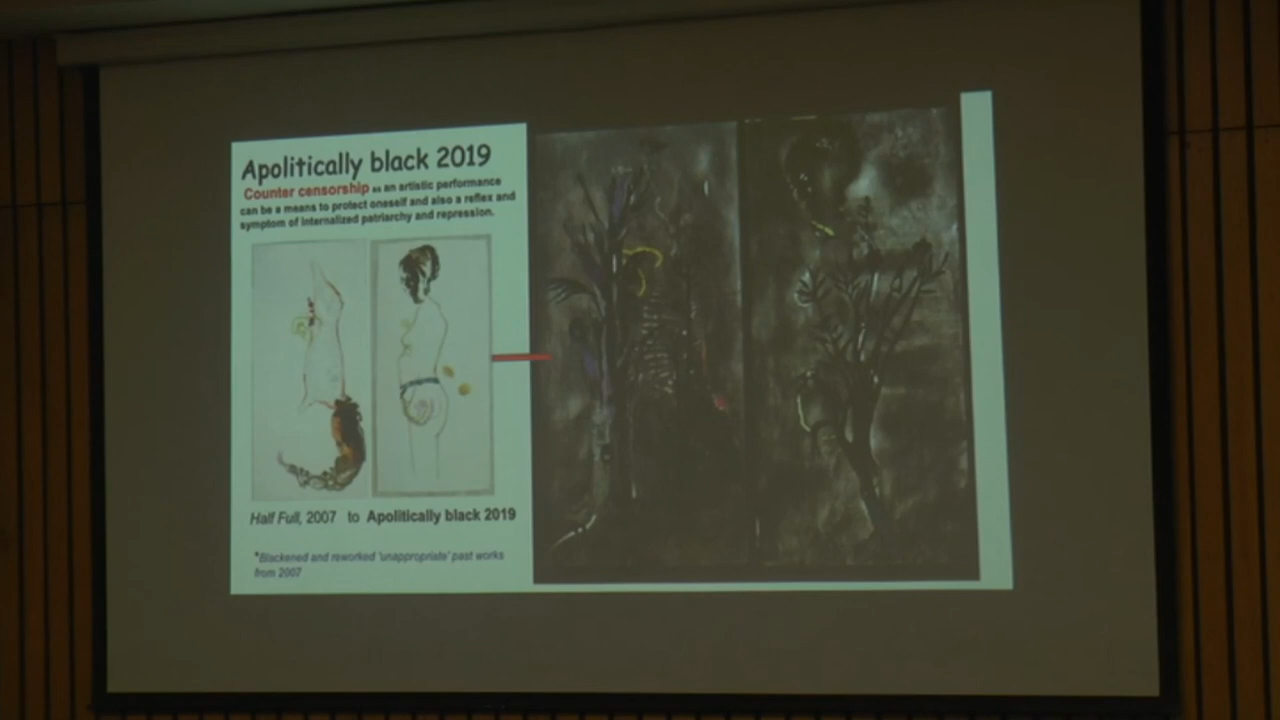 Apolitically black 2019
Counter censorship as an artistic performance
can be a means to protect oneself and also a reflex and
symptom of internalized patriarchy and repression.
Half Full, 2007 to Apolitically black 2019
*Blackened and reworked 'unappropriate' past works
from 2007